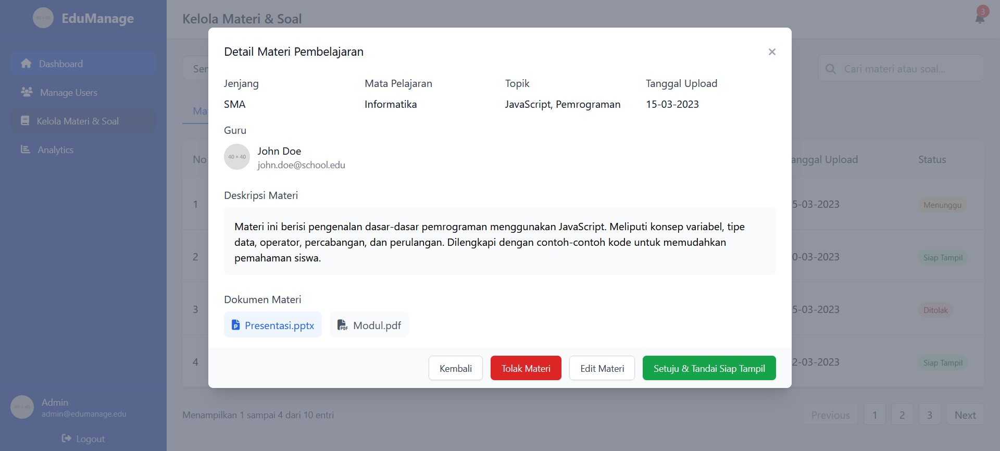 EduManage
Dashboard
Manage Users
Kelola Materi & Soal
Analytics
Admin
admin@edumanage.edu
Logout
Kelola Materi & Soal
3
Cari materi atau soal...
Detail Materi Pembelajaran
Jenjang
Mata Pelajaran
Topik
Tanggal Upload
SMA
Informatika
JavaScript, Pemrograman
15-03-2023
Guru
40 × 40
John Doe
john.doe@school.edu
Deskripsi Materi
Materi ini berisi pengenalan dasar-dasar pemrograman menggunakan JavaScript. Meliputi konsep variabel, tipe
data, operator, percabangan, dan perulangan. Dilengkapi dengan contoh-contoh kode untuk memudahkan
pemahaman siswa.
Dokumen Materi
Presentasi.pptx
Modul.pdf
Kembali
Tolak Materi
Edit Materi
Setuju & Tandai Siap Tampil
No
anggal Upload
Status
1
5-03-2023
Menunggu
2
0-03-2023
Siap Tampil
3
5-03-2023
Ditolak
4
2-03-2023
Siap Tampil
Menampilkan 1 sampai 4 dari 10 entri
Previous
1
2
3
Next